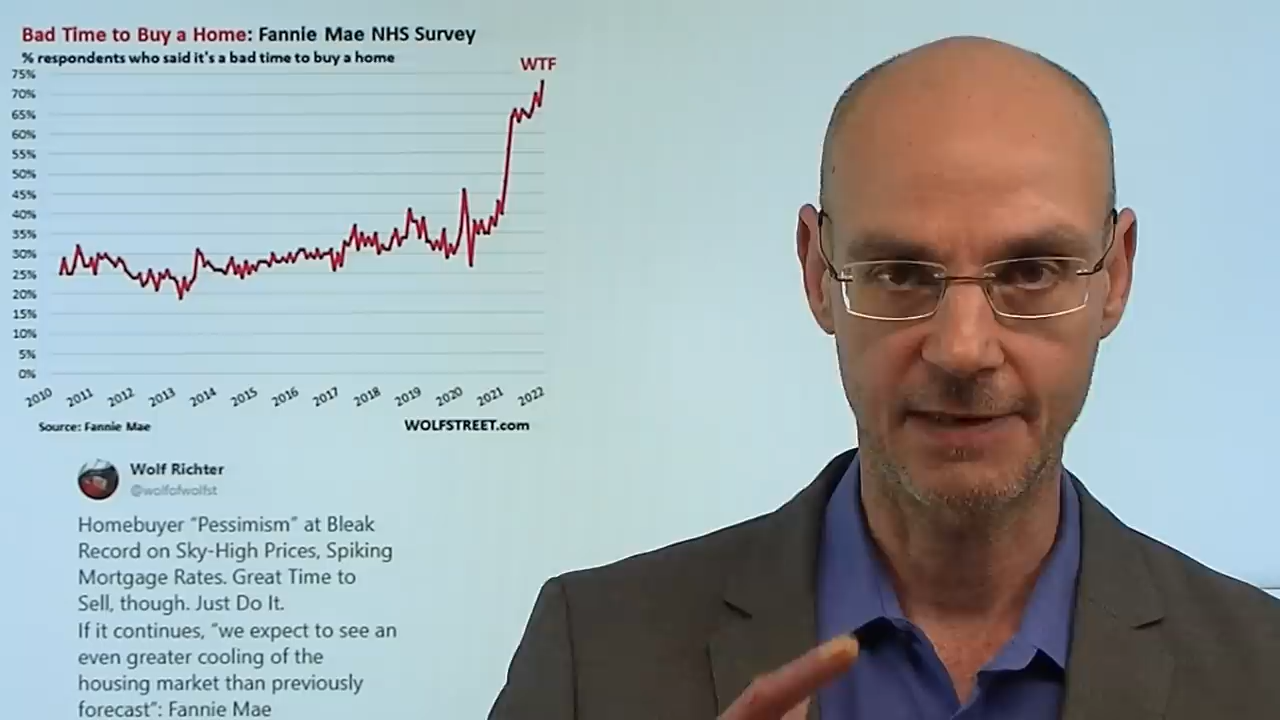 Bad Time to Buy a Home: Fannie Mae NHS Survey
% respondents who said it's a bad time to buy a home
WTF
75%
70%
65%
60%
55%
50%
45%
40%
35%
30%
25%
20%
15%
10%
5%
0%
2010 2011 2012 2013 2014 2015 2016 2017 2018 2019 2020 2021 2022
Source: Fannie Mae
WOLFSTREET.com
Wolf Richter
@wolfofwolfst
Homebuyer “Pessimism” at Bleak
Record on Sky-High Prices, Spiking
Mortgage Rates. Great Time to
Sell, though. Just Do It.
If it continues, “we expect to see an
even greater cooling of the
housing market than previously
forecast”: Fannie Mae